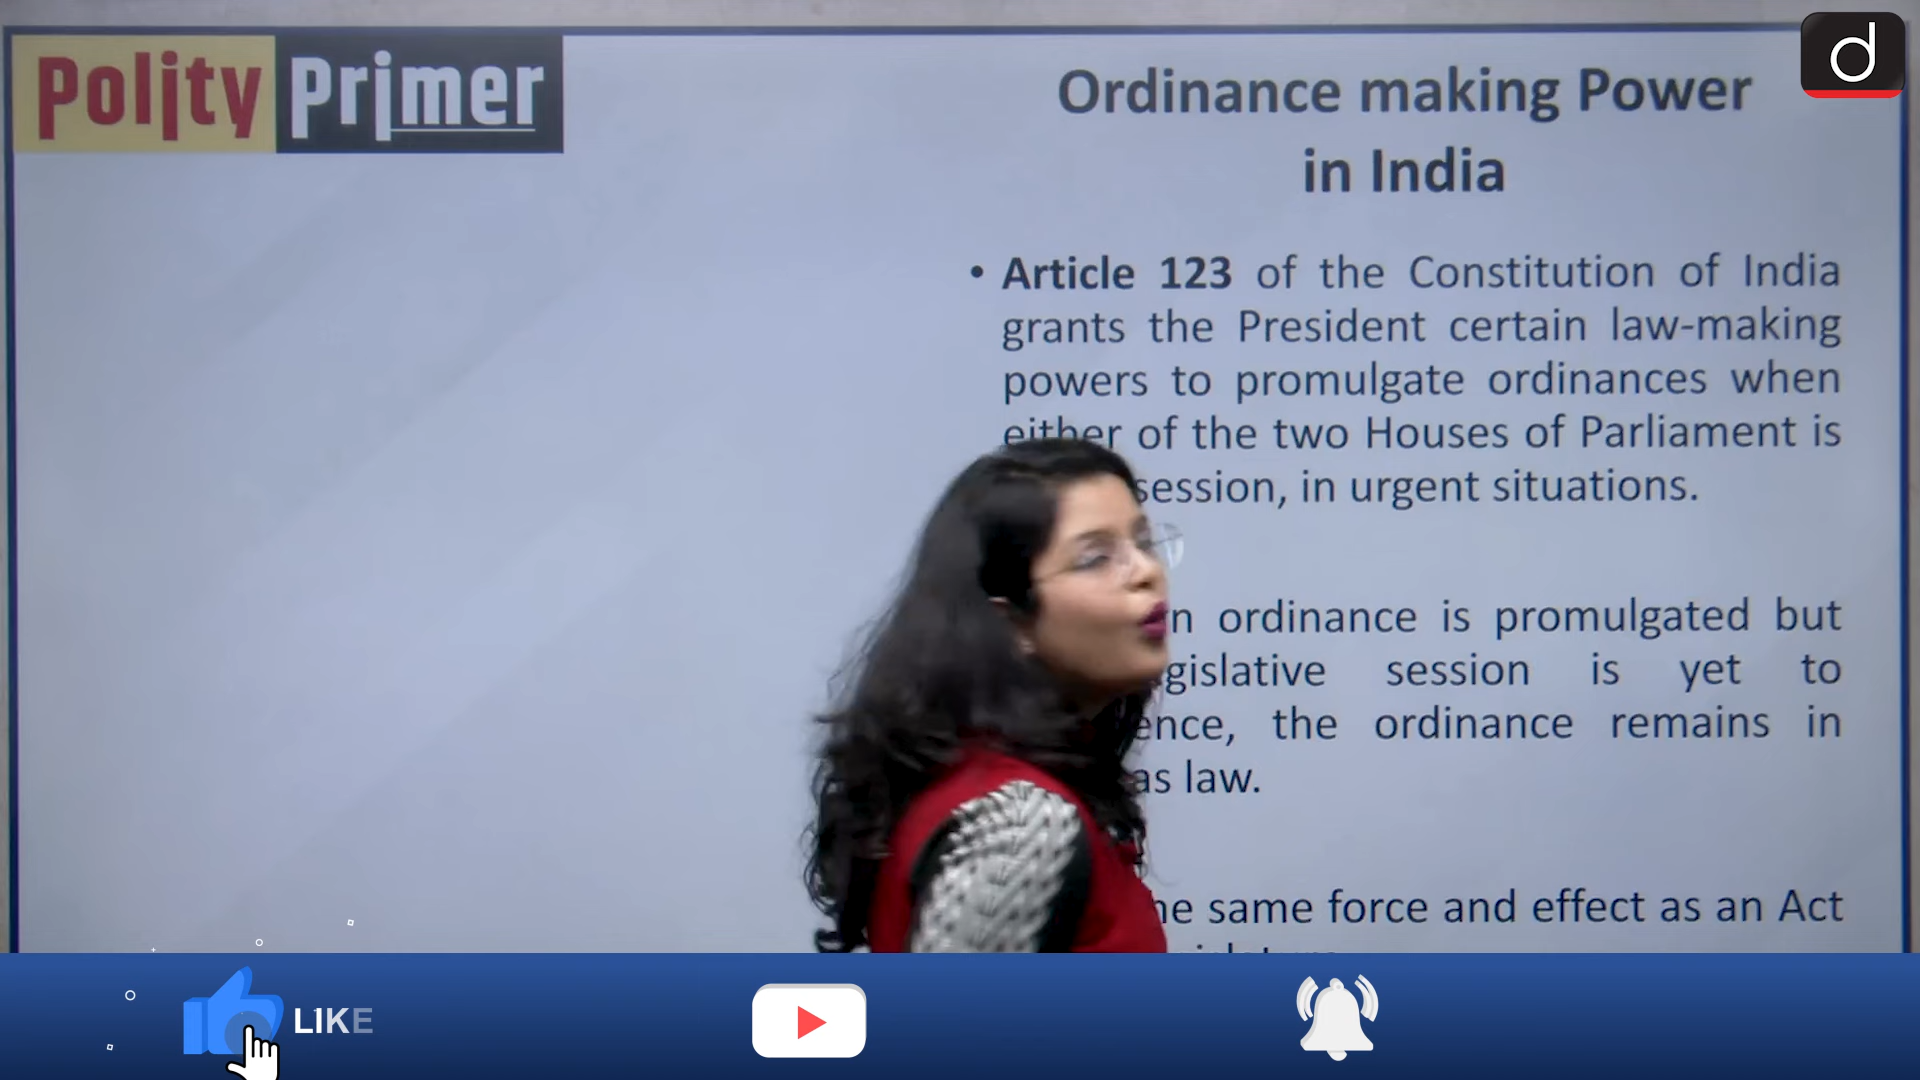 Polity Primer
d
Ordinance making Power
in India
• Article 123 of the Constitution of India
grants the President certain law-making
powers to promulgate ordinances when
either of the two Houses of Parliament is
session, in urgent situations.
ordinance is promulgated but
session is yet to
the ordinance remains in
as law.
same force and effect as an Act
LIKE